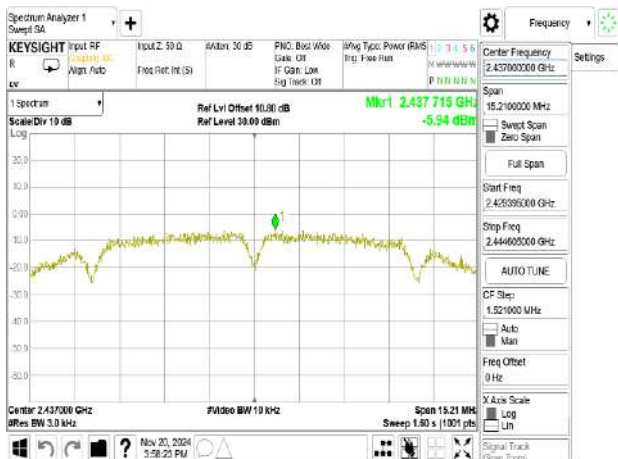 Spectrum Analyzer 1
Swept SA
+
Frequency
KEYSIGHT
Input: RF
Input Z: 50 Ω
#Atten: 30 dB
PNO: Best Wide
#Avg Type: Power (RMS
1 2 3 4 5 6
R
Align: Auto
Freq Ref: Int (S)
Gate: Off
IF Gain: Low
Sig Track: Off
Trig: Free Run
P N N N N N
Settings
1 Spectrum
Scale/Div 10 dB
Ref Lvl Offset 10.80 dB
Ref Level 30.00 dBm
Mkr1 2.437 715 GHz
-5.94 dBm
Log
20.0
10.0
0.00
-10.0
-20.0
-30.0
-40.0
-50.0
1
Center 2.437000 GHz
#Res BW 3.0 kHz
#Video BW 10 kHz
Span 15.21 MHz
Sweep 1.60 s (1001 pts)
Nov 20, 2024
3:58:23 PM
Center Frequency
2.437000000 GHz
Span
15.2100000 MHz
Swept Span
Zero Span
Full Span
Start Freq
2.429395000 GHz
Stop Freq
2.444605000 GHz
AUTO TUNE
CF Step
1.521000 MHz
Auto
Man
Freq Offset
0 Hz
X Axis Scale
Log
Lin
Signal Track
(Span Zoom)